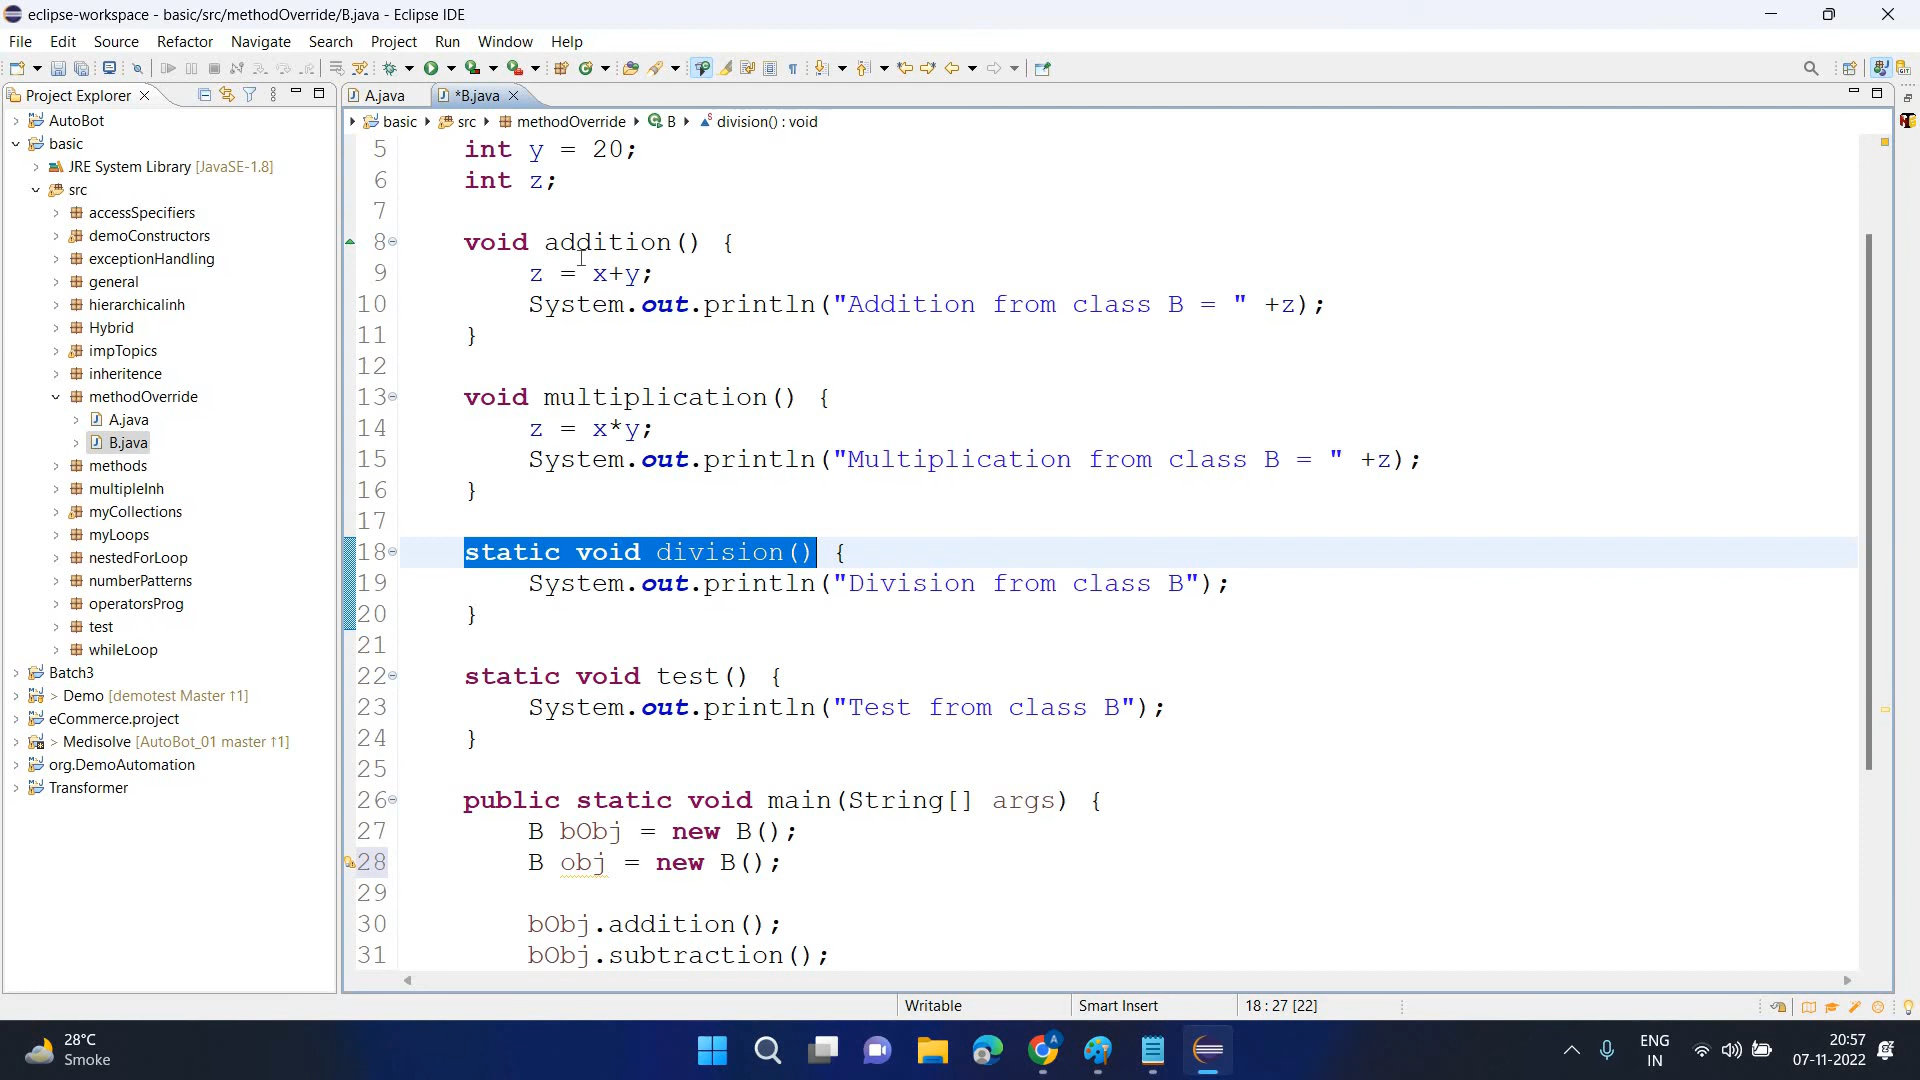 eclipse-workspace - basic/src/methodOverride/B.java - Eclipse IDE
File Edit Source Refactor Navigate Search Project Run Window Help
Project Explorer
A.java
*B.java
AutoBot
basic
JRE System Library [JavaSE-1.8]
src
accessSpecifiers
demoConstructors
exceptionHandling
general
hierarchicalinh
Hybrid
impTopics
inheritence
methodOverride
A.java
B.java
methods
multipleInh
myCollections
myLoops
nestedForLoop
numberPatterns
operatorsProg
test
whileLoop
Batch3
> Demo [demotest Master ↑1]
eCommerce.project
> Medisolve [AutoBot_01 master ↑1]
org.DemoAutomation
Transformer
basic src methodOverride B division() : void
5 int y = 20;
6 int z;
7
8 void addition() {
9 z = x+y;
10 System.out.println("Addition from class B = " +z);
11 }
12
13 void multiplication() {
14 z = x*y;
15 System.out.println("Multiplication from class B = " +z);
16 }
17
18 static void division() {
19 System.out.println("Division from class B");
20 }
21
22 static void test() {
23 System.out.println("Test from class B");
24 }
25
26 public static void main(String[] args) {
27 B bObj = new B();
28 B obj = new B();
29
30 bObj.addition();
31 bObj.subtraction();
Writable
Smart Insert
18 : 27 [22]
28°C
Smoke
ENG
IN
20:57
07-11-2022